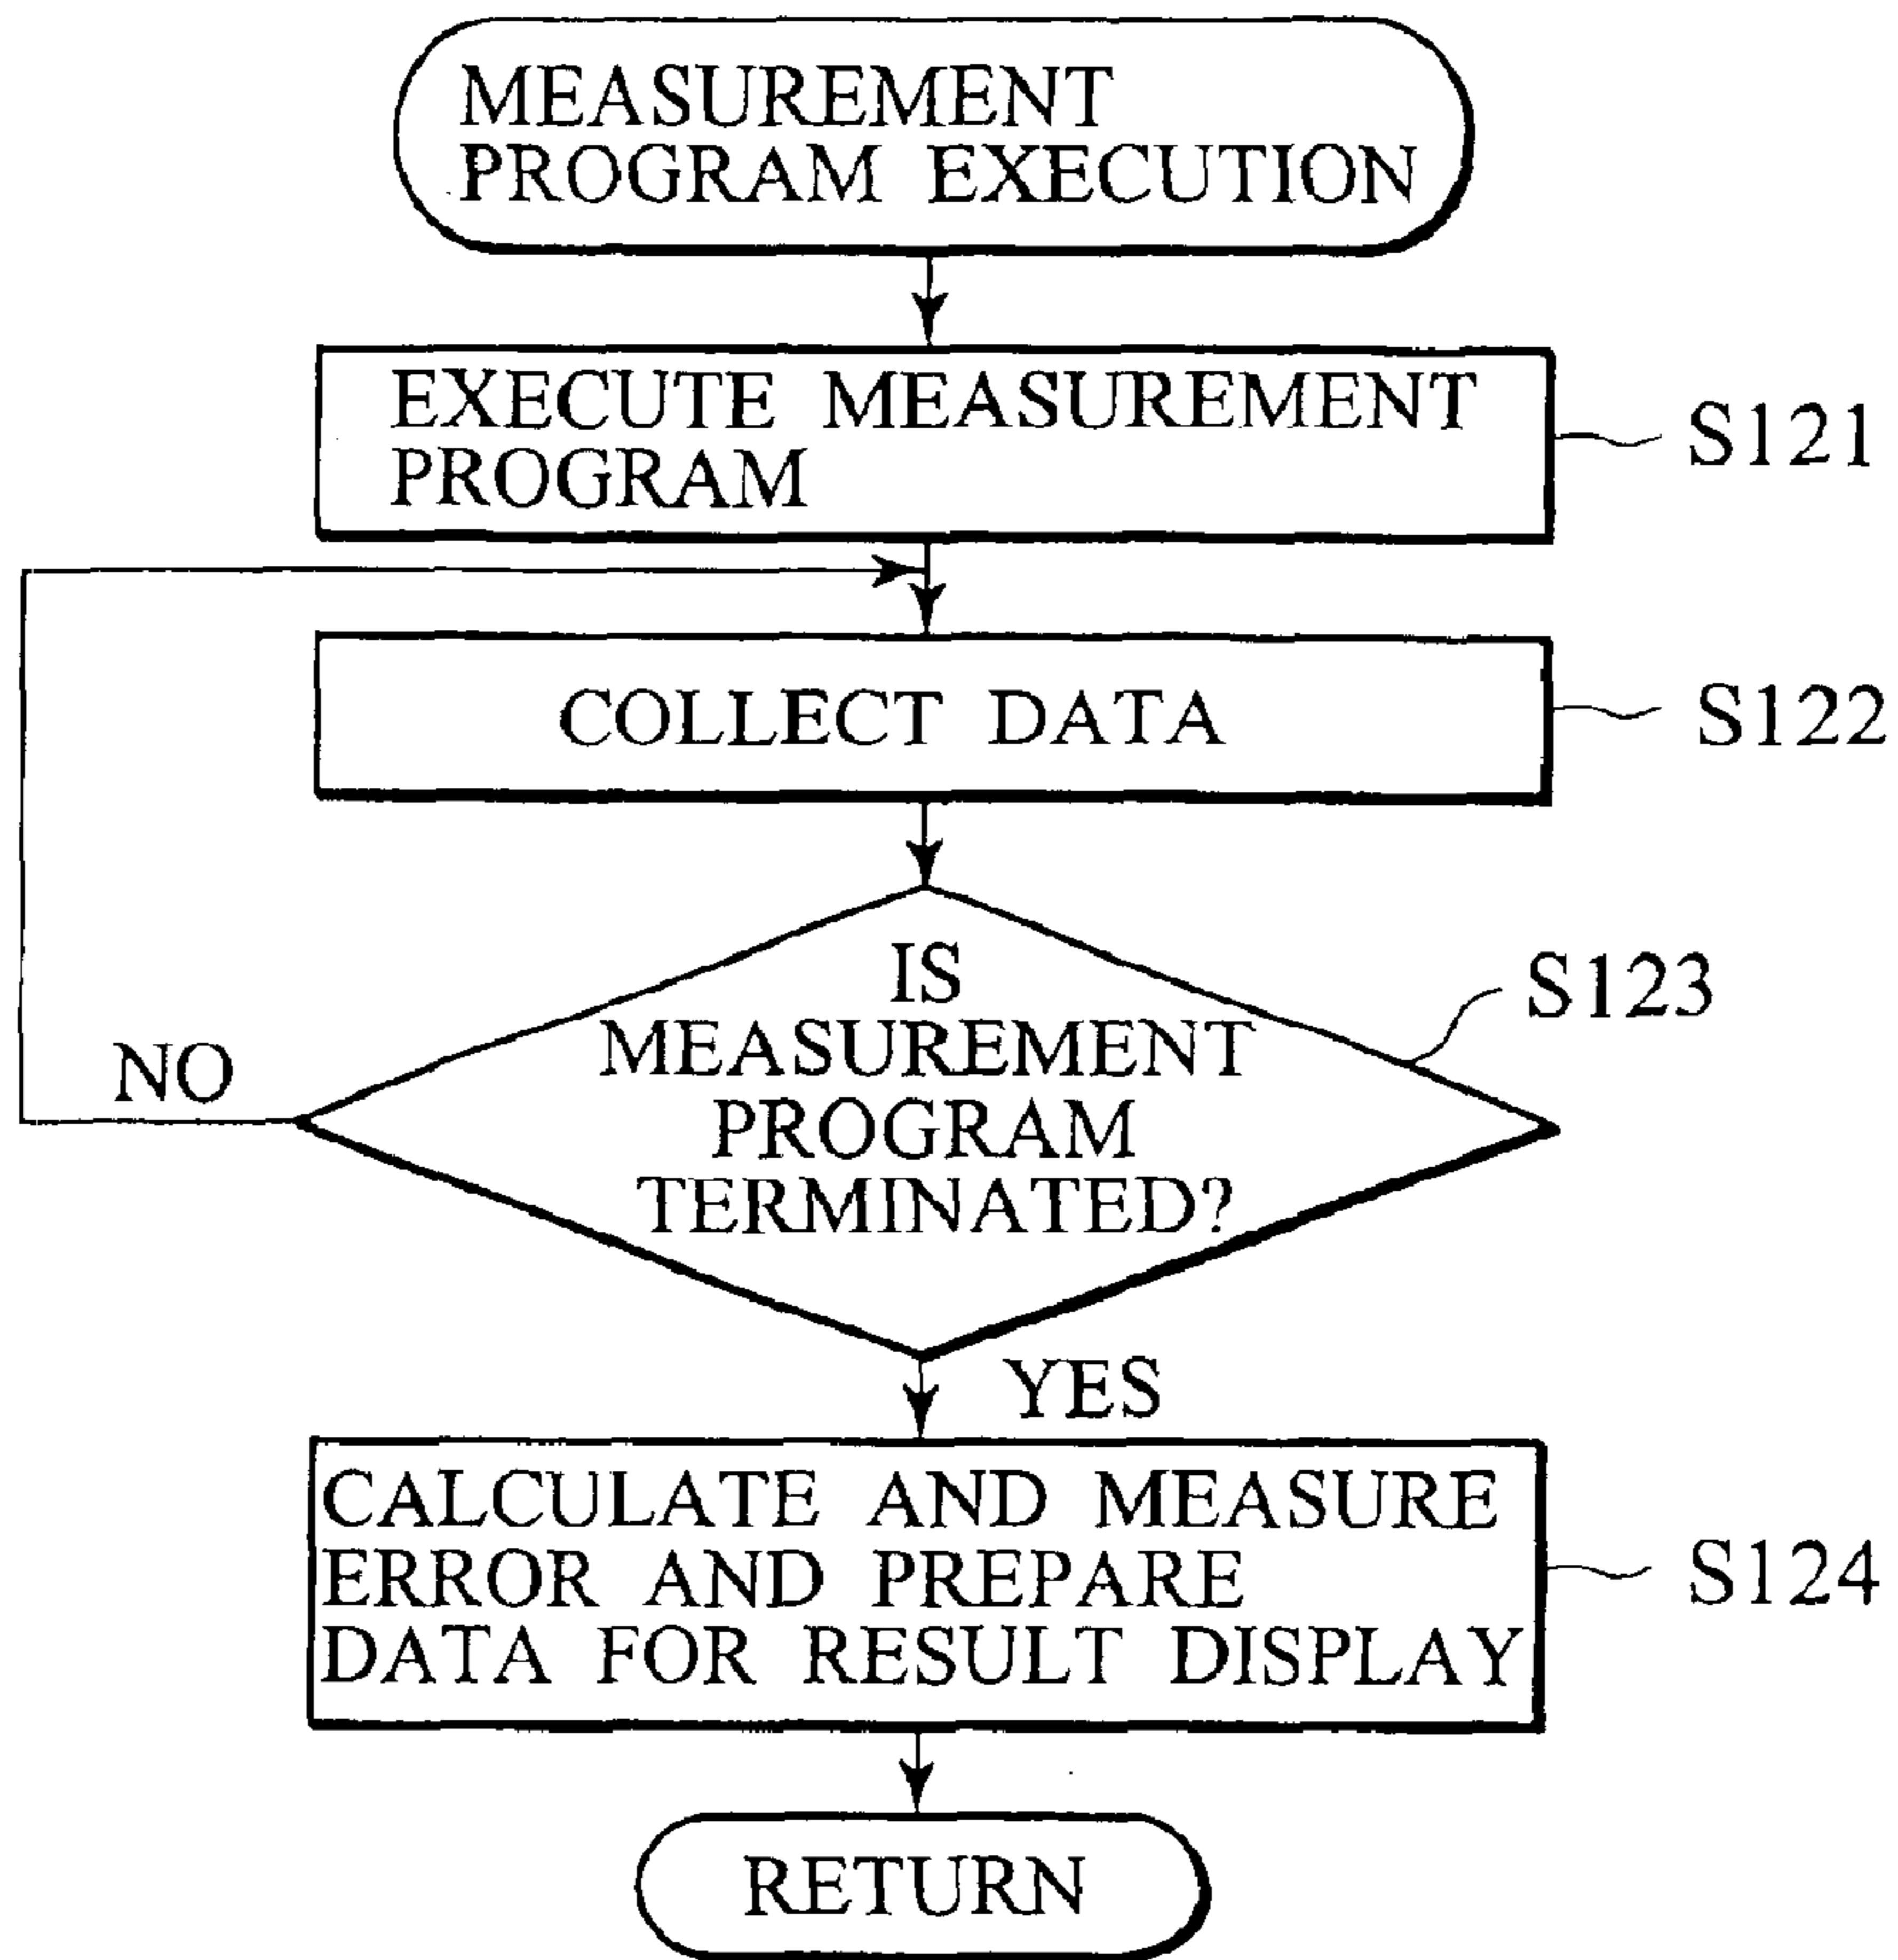 MEASUREMENT
PROGRAM EXECUTION
EXECUTE MEASUREMENT
PROGRAM
S121
COLLECT DATA
S122
IS
MEASUREMENT
PROGRAM
TERMINATED?
S123
NO
YES
CALCULATE AND MEASURE
ERROR AND PREPARE
DATA FOR RESULT DISPLAY
S124
RETURN